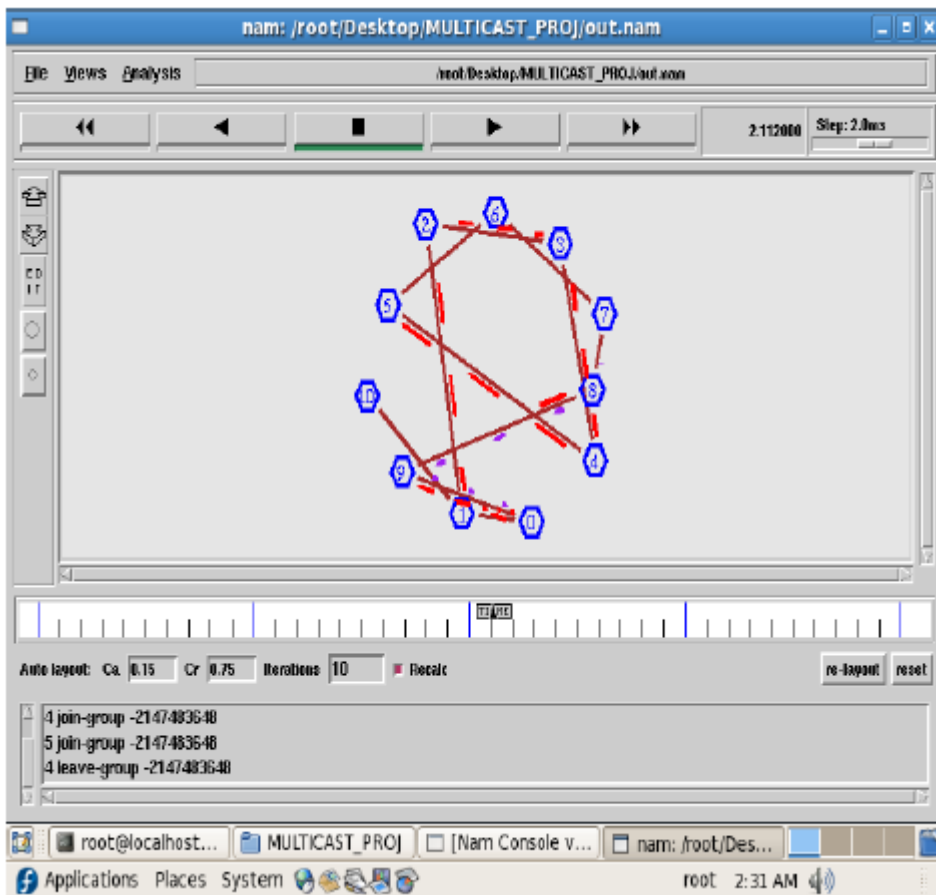 nam: /root/Desktop/MULTICAST_PROJ/out.nam
File Views Analysis /root/Desktop/MULTICAST_PROJ/out.nam
2.112000 Step: 2.0ms
2
6
3
5
7
8
10
4
9
1
0
ED
IT
TIME
Auto layout: Ca 0.15 Cr 0.75 Iterations 10 Recalc re-layout reset
4 join-group -2147483648
5 join-group -2147483648
4 leave-group -2147483648
root@localhost... MULTICAST_PROJ [Nam Console v... nam: /root/Des...
Applications Places System root 2:31 AM